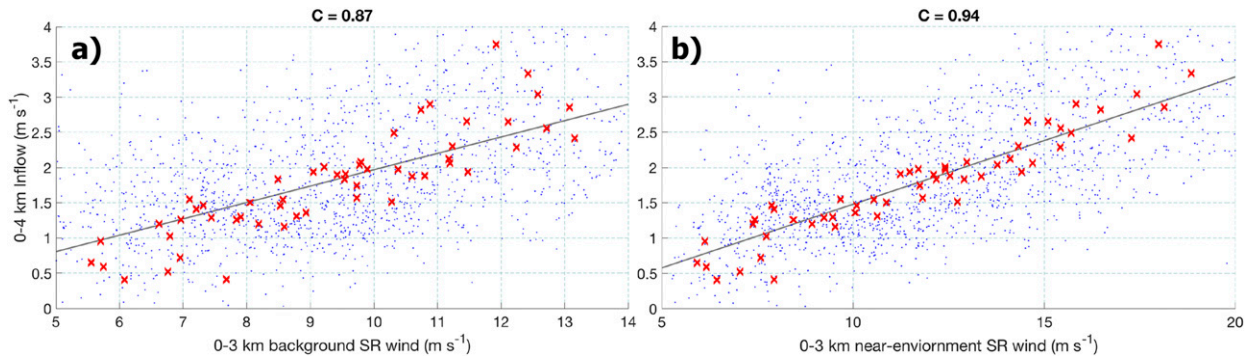 C = 0.87
a)
4
3.5
3
2.5
2
1.5
1
0.5
0
0-4 km Inflow (m s⁻¹)
5 6 7 8 9 10 11 12 13 14
0-3 km background SR wind (m s⁻¹)
C = 0.94
b)
4
3.5
3
2.5
2
1.5
1
0.5
0
5 10 15 20
0-3 km near-enviornment SR wind (m s⁻¹)